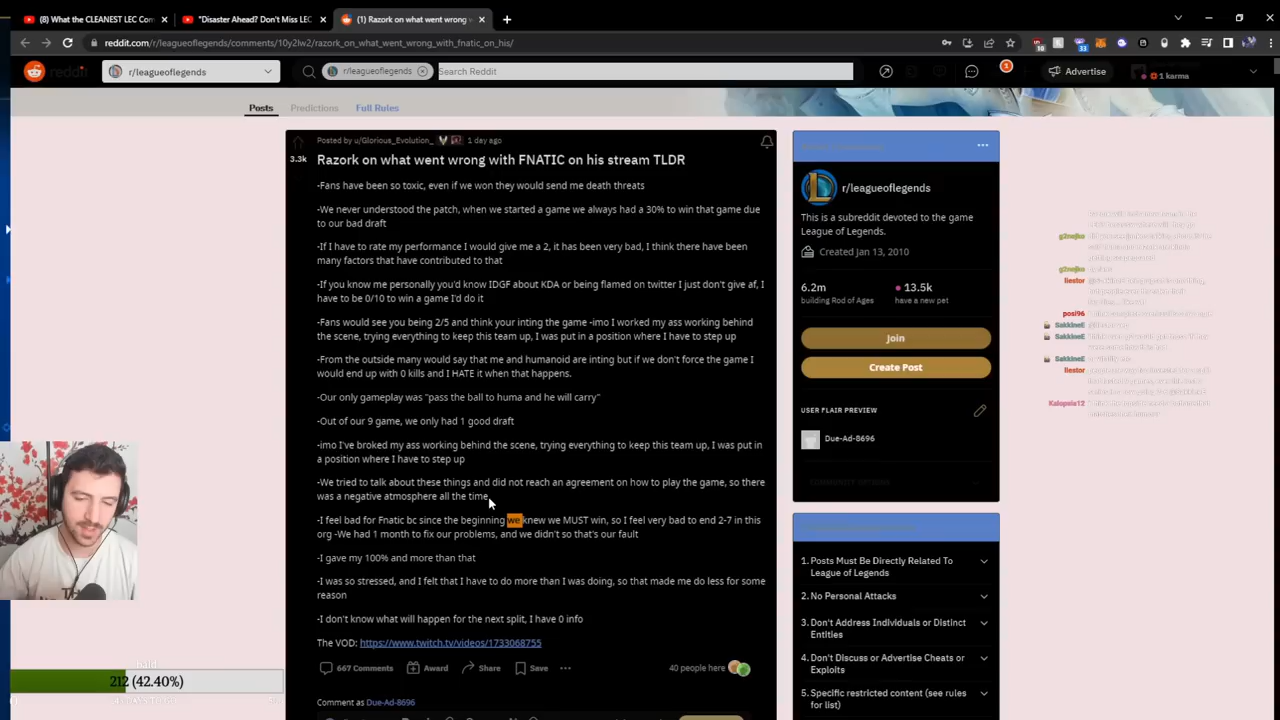 (8) What the CLEANEST LEC Com
"Disaster Ahead? Don't Miss LEC
(1) Razork on what went wrong w
reddit.com/r/leagueoflegends/comments/10y2lw2/razork_on_what_went_wrong_with_fnatic_on_his/
reddit
r/leagueoflegends
r/leagueoflegends
Search Reddit
1
Advertise
1 karma
Posts
Predictions
Full Rules
3.3k
Posted by u/Glorious_Evolution_
1 day ago
Razork on what went wrong with FNATIC on his stream TLDR
-Fans have been so toxic, even if we won they would send me death threats
-We never understood the patch, when we started a game we always had a 30% to win that game due
to our bad draft
-If I have to rate my performance I would give me a 2, it has been very bad, I think there have been
many factors that have contributed to that
-If you know me personally you'd know IDGF about KDA or being flamed on twitter I just don't give af, I
have to be 0/10 to win a game I'd do it
-Fans would see you being 2/5 and think your inting the game -imo I worked my ass working behind
the scene, trying everything to keep this team up, I was put in a position where I have to step up
-From the outside many would say that me and humanoid are inting but if we don't force the game I
would end up with 0 kills and I HATE it when that happens.
-Our only gameplay was "pass the ball to huma and he will carry"
-Out of our 9 game, we only had 1 good draft
-imo I've broked my ass working behind the scene, trying everything to keep this team up, I was put in
a position where I have to step up
-We tried to talk about these things and did not reach an agreement on how to play the game, so there
was a negative atmosphere all the time
-I feel bad for Fnatic bc since the beginning we knew we MUST win, so I feel very bad to end 2-7 in this
org -We had 1 month to fix our problems, and we didn't so that's our fault
-I gave my 100% and more than that
-I was so stressed, and I felt that I have to do more than I was doing, so that made me do less for some
reason
-I don't know what will happen for the next split, I have 0 info
The VOD: https://www.twitch.tv/videos/1733068755
667 Comments
Award
Share
Save
40 people here
Comment as Due-Ad-8696
r/leagueoflegends
This is a subreddit devoted to the game
League of Legends.
Created Jan 13, 2010
6.2m
13.5k
building Rod of Ages
have a new pet
Join
Create Post
USER FLAIR PREVIEW
Due-Ad-8696
COMMUNITY OPTIONS
1. Posts Must Be Directly Related To
League of Legends
2. No Personal Attacks
3. Don't Address Individuals or Distinct
Entities
4. Don't Discuss or Advertise Cheats or
Exploits
5. Specific restricted content (see rules
for list)
liestor
posi96
SakkineE
SakkineE
liestor
Kalopsia12
bald
212 (42.40%)